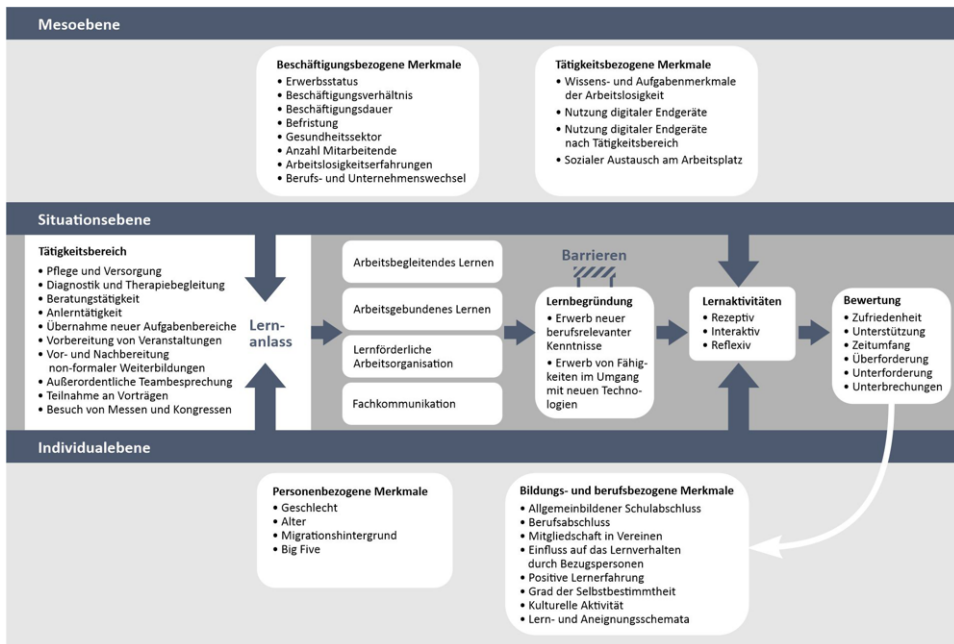 Mesoebene
Beschäftigungsbezogene Merkmale
• Erwerbsstatus
• Beschäftigungsverhältnis
• Beschäftigungsdauer
• Befristung
• Gesundheitssektor
• Anzahl Mitarbeitende
• Arbeitslosigkeitserfahrungen
• Berufs- und Unternehmenswechsel
Tätigkeitsbezogene Merkmale
• Wissens- und Aufgabenmerkmale
der Arbeitslosigkeit
• Nutzung digitaler Endgeräte
• Nutzung digitaler Endgeräte
nach Tätigkeitsbereich
• Sozialer Austausch am Arbeitsplatz
Situationsebene
Tätigkeitsbereich
• Pflege und Versorgung
• Diagnostik und Therapiebegleitung
• Beratungstätigkeit
• Anlerntätigkeit
• Übernahme neuer Aufgabenbereiche
• Vorbereitung von Veranstaltungen
• Vor- und Nachbereitung
non-formaler Weiterbildungen
• Außerordentliche Teambesprechung
• Teilnahme an Vorträgen
• Besuch von Messen und Kongressen
Lern-
anlass
Arbeitsbegleitendes Lernen
Arbeitsgebundenes Lernen
Lernförderliche
Arbeitsorganisation
Fachkommunikation
Barrieren
Lernbegründung
• Erwerb neuer
berufsrelevanter
Kenntnisse
• Erwerb von Fähig-
keiten im Umgang
mit neuen Techno-
logien
Lernaktivitäten
• Rezeptiv
• Interaktiv
• Reflexiv
Bewertung
• Zufriedenheit
• Unterstützung
• Zeitumfang
• Überforderung
• Unterforderung
• Unterbrechungen
Individualebene
Personenbezogene Merkmale
• Geschlecht
• Alter
• Migrationshintergrund
• Big Five
Bildungs- und berufsbezogene Merkmale
• Allgemeinbildener Schulabschluss
• Berufsabschluss
• Mitgliedschaft in Vereinen
• Einfluss auf das Lernverhalten
durch Bezugspersonen
• Positive Lernerfahrung
• Grad der Selbstbestimmtheit
• Kulturelle Aktivität
• Lern- und Aneignungsschemata